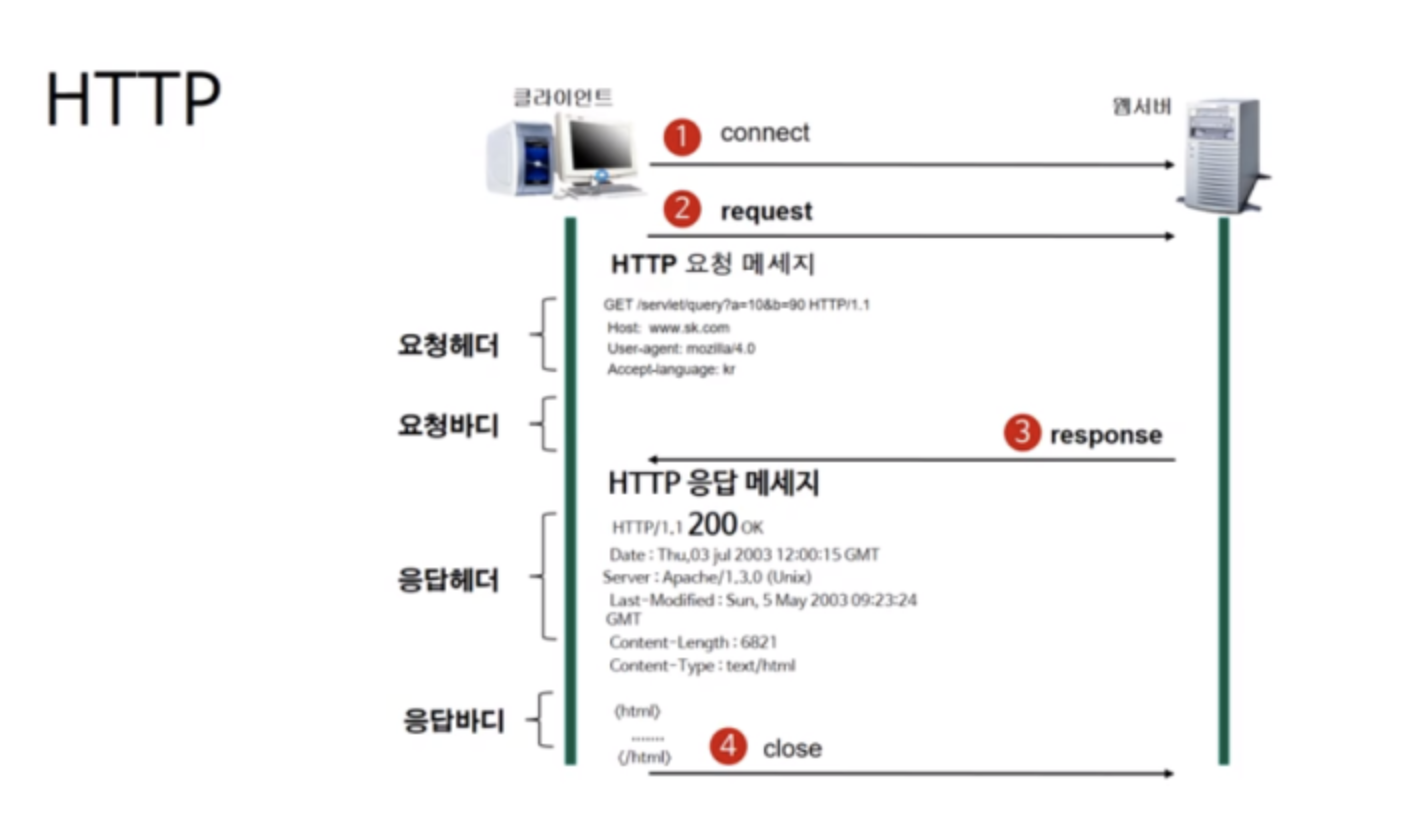 HTTP
클라이언트
웹서버
1 connect
2 request
HTTP 요청 메세지
요청헤더
GET /servlet/query?a=10&b=90 HTTP/1.1
Host: www.sk.com
User-agent: mozilla/4.0
Accept-language: kr
요청바디
3 response
HTTP 응답 메세지
응답헤더
HTTP/1.1 200 OK
Date : Thu,03 jul 2003 12:00:15 GMT
Server : Apache/1.3.0 (Unix)
Last-Modified : Sun, 5 May 2003 09:23:24
GMT
Content-Length : 6821
Content-Type : text/html
응답바디
<html>
........
</html>
4 close